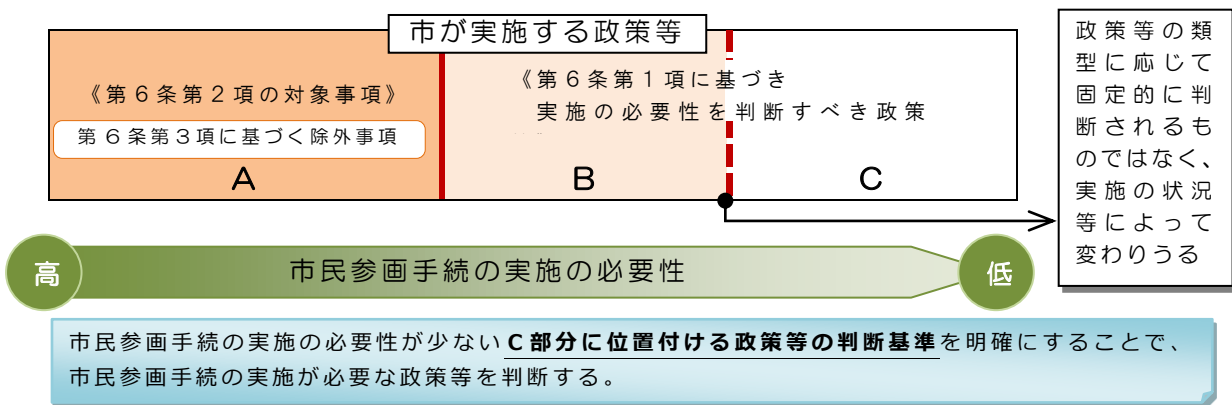 市が実施する政策等
《第６条第２項の対象事項》
第６条第３項に基づく除外事項
A
《第６条第１項に基づき
実施の必要性を判断すべき政策
B
C
政策等の類
型に応じて
固定的に判
断されるも
のではなく、
実施の状況
等によって
変わりうる
高
市民参画手続の実施の必要性
低
市民参画手続の実施の必要性が少ないＣ部分に位置付ける政策等の判断基準を明確にすることで、
市民参画手続の実施が必要な政策等を判断する。